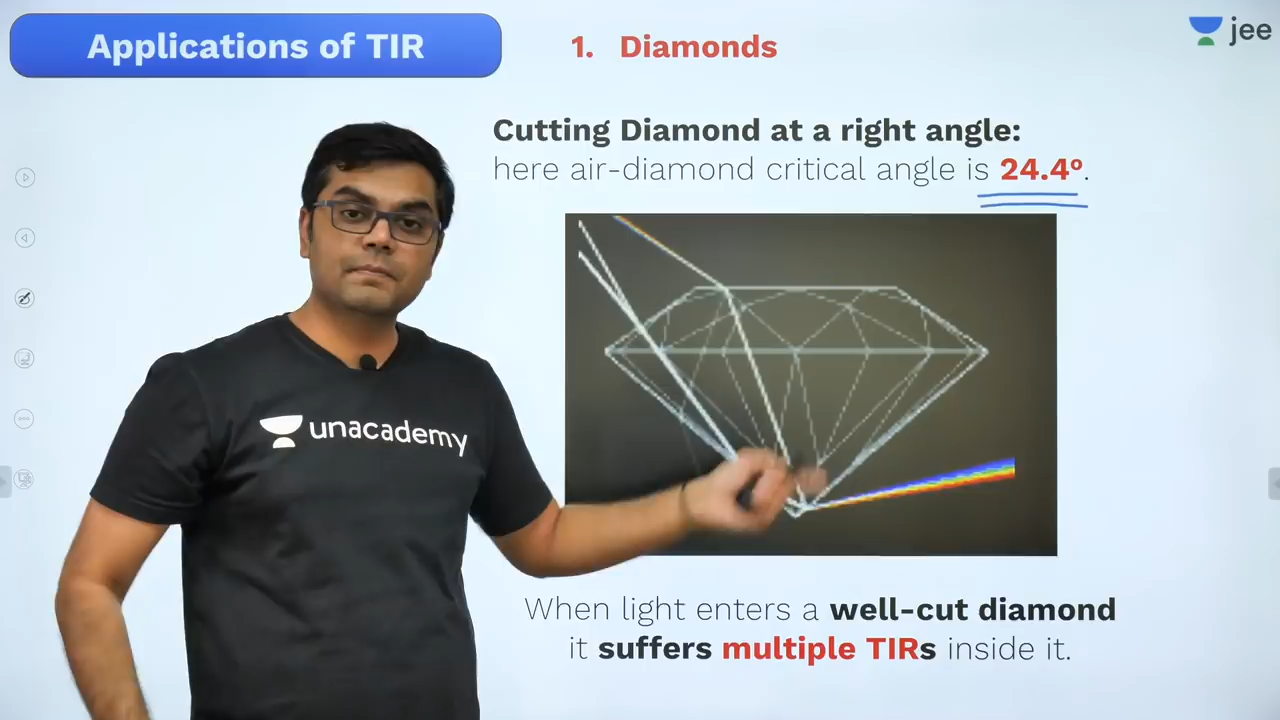 Applications of TIR
1. Diamonds
jee
Cutting Diamond at a right angle:
here air-diamond critical angle is 24.4º.
unacademy
When light enters a well-cut diamond
it suffers multiple TIRs inside it.